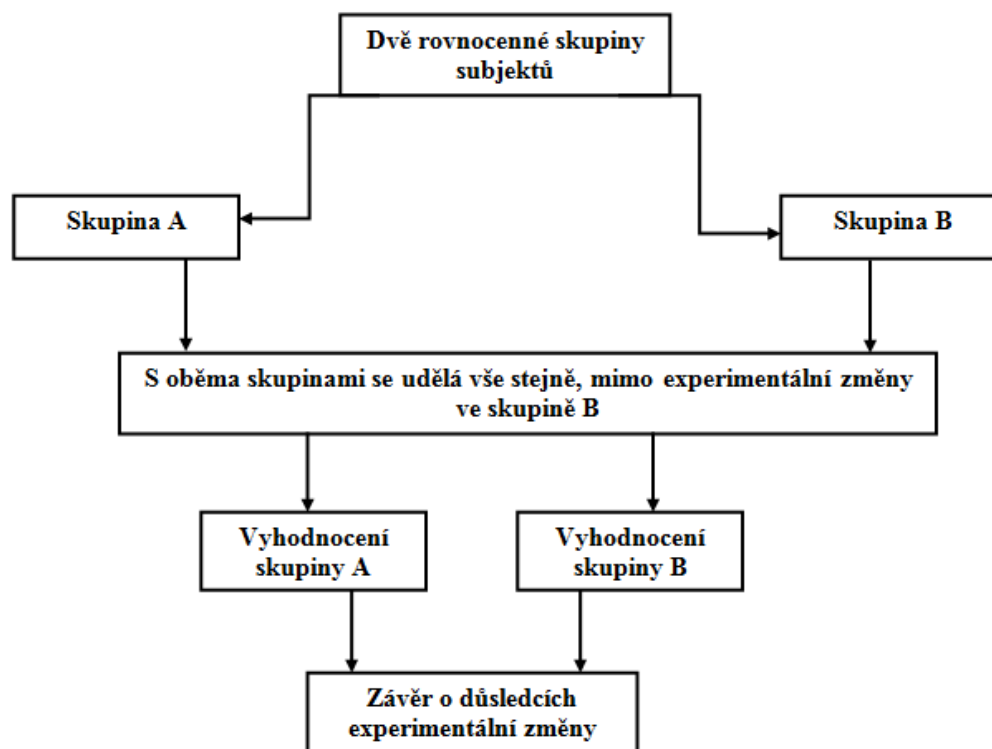 Dvě rovnocenné skupiny
subjektů
Skupina A
Skupina B
S oběma skupinami se udělá vše stejně, mimo experimentální změny
ve skupině B
Vyhodnocení
skupiny A
Vyhodnocení
skupiny B
Závěr o důsledcích
experimentální změny